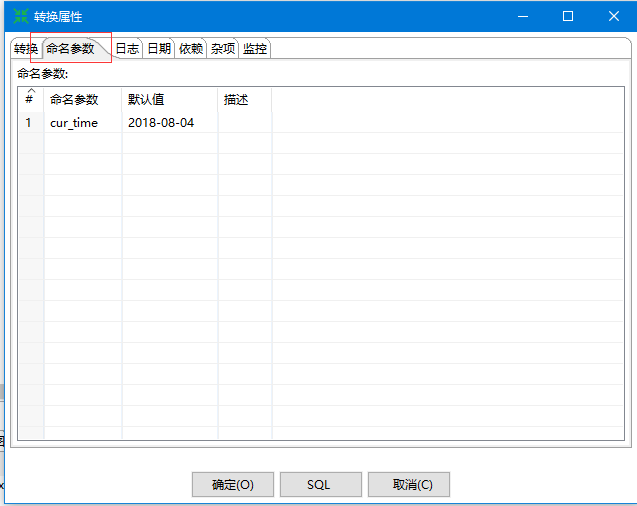 转换属性
转换 命名参数 日志 日期 依赖 杂项 监控
命名参数:
# 命名参数 默认值 描述
1 cur_time 2018-08-04
确定(O) SQL 取消(C)